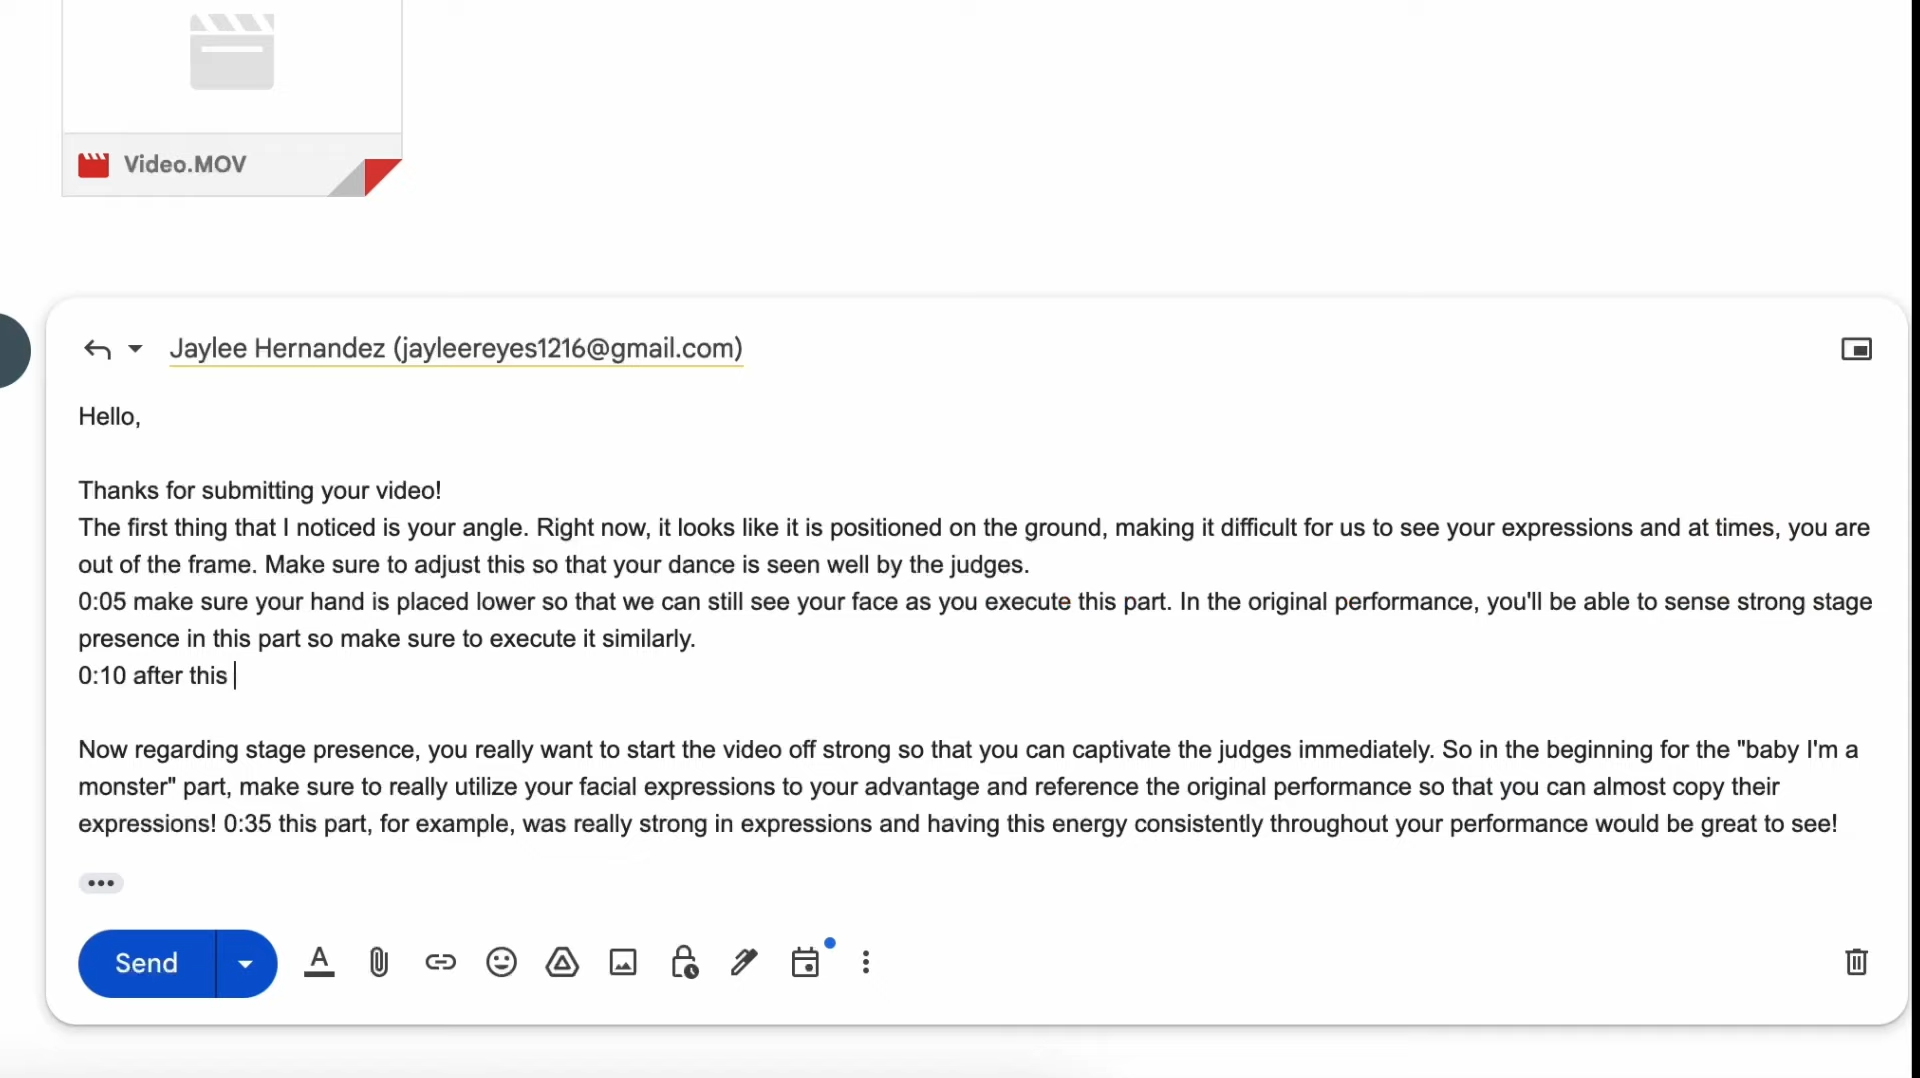 Video.MOV
Jaylee Hernandez (jayleereyes1216@gmail.com)
Hello,
Thanks for submitting your video!
The first thing that I noticed is your angle. Right now, it looks like it is positioned on the ground, making it difficult for us to see your expressions and at times, you are
out of the frame. Make sure to adjust this so that your dance is seen well by the judges.
0:05 make sure your hand is placed lower so that we can still see your face as you execute this part. In the original performance, you'll be able to sense strong stage
presence in this part so make sure to execute it similarly.
0:10 after this
Now regarding stage presence, you really want to start the video off strong so that you can captivate the judges immediately. So in the beginning for the "baby I'm a
monster" part, make sure to really utilize your facial expressions to your advantage and reference the original performance so that you can almost copy their
expressions! 0:35 this part, for example, was really strong in expressions and having this energy consistently throughout your performance would be great to see!
Send